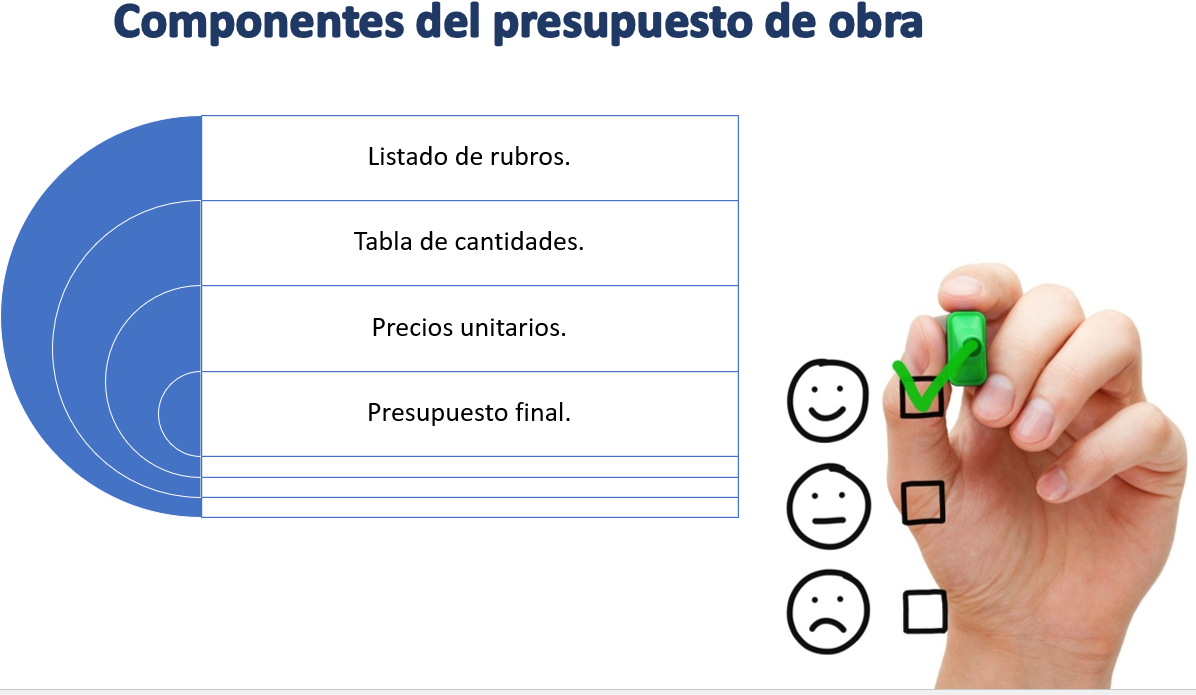 Componentes del presupuesto de obra
Listado de rubros.
Tabla de cantidades.
Precios unitarios.
Presupuesto final.